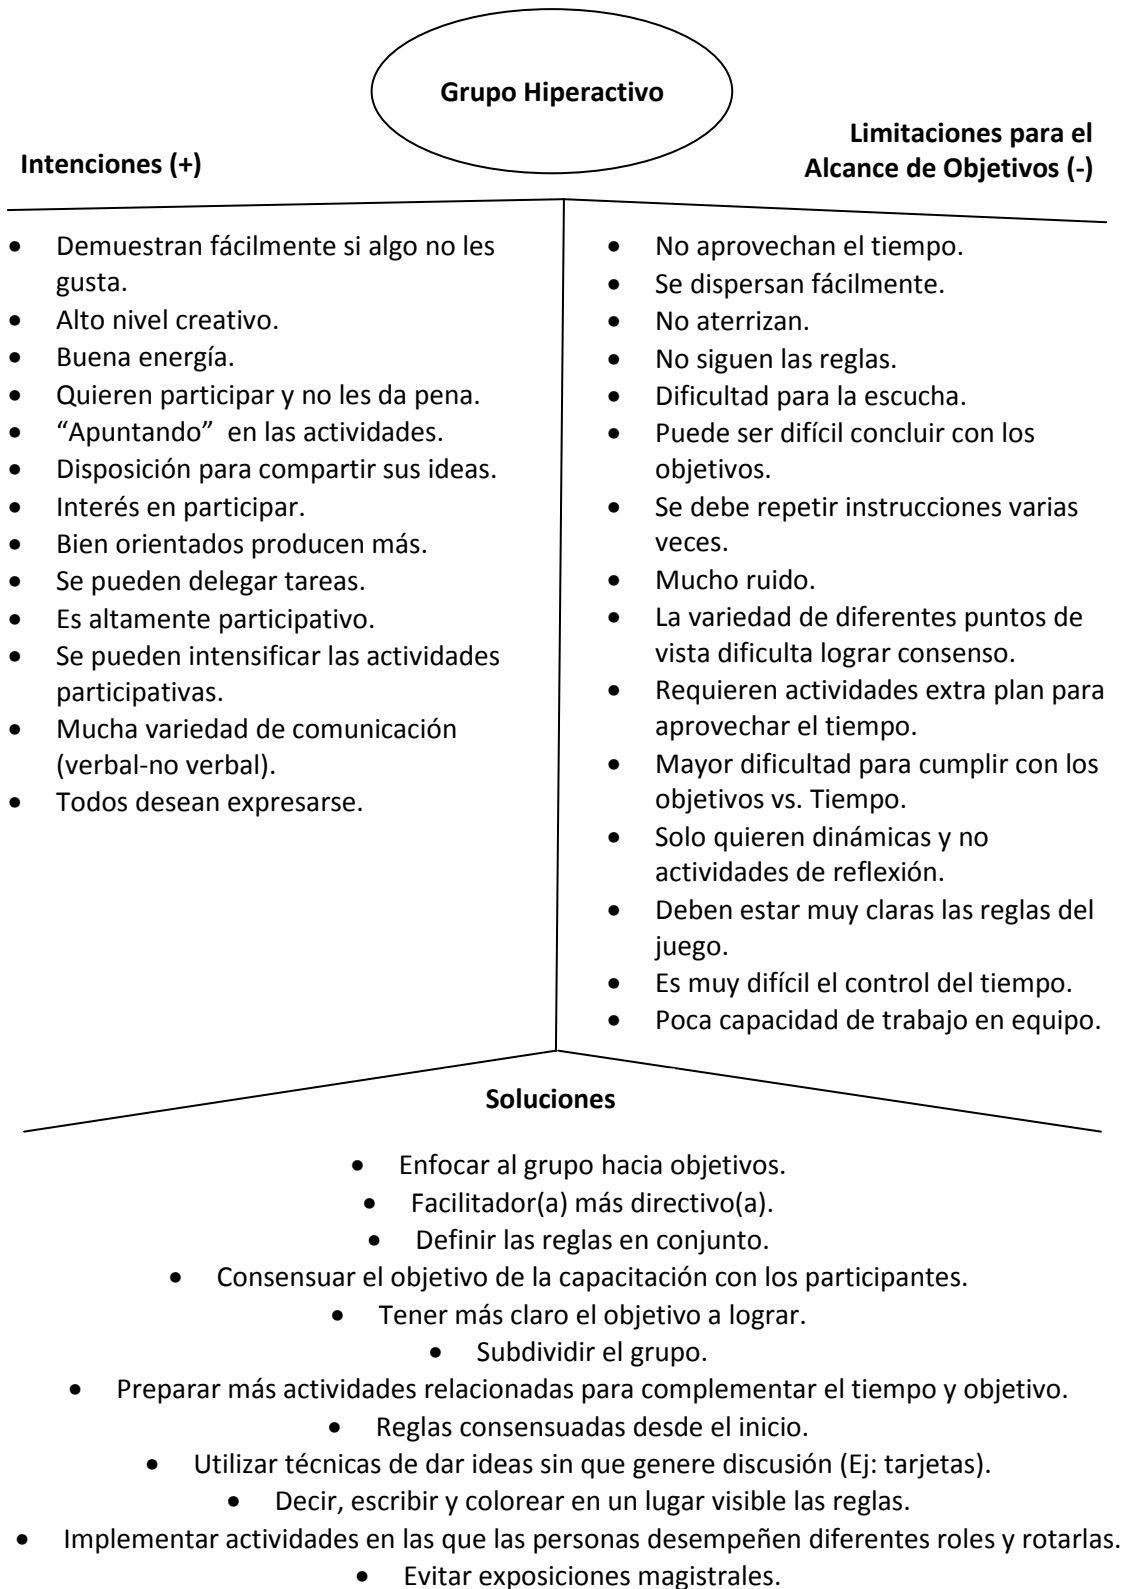 Grupo Hiperactivo
Intenciones (+)
Limitaciones para el
Alcance de Objetivos (-)
• Demuestran fácilmente si algo no les
gusta.
• Alto nivel creativo.
• Buena energía.
• Quieren participar y no les da pena.
• “Apuntando” en las actividades.
• Disposición para compartir sus ideas.
• Interés en participar.
• Bien orientados producen más.
• Se pueden delegar tareas.
• Es altamente participativo.
• Se pueden intensificar las actividades
participativas.
• Mucha variedad de comunicación
(verbal-no verbal).
• Todos desean expresarse.
• No aprovechan el tiempo.
• Se dispersan fácilmente.
• No aterrizan.
• No siguen las reglas.
• Dificultad para la escucha.
• Puede ser difícil concluir con los
objetivos.
• Se debe repetir instrucciones varias
veces.
• Mucho ruido.
• La variedad de diferentes puntos de
vista dificulta lograr consenso.
• Requieren actividades extra plan para
aprovechar el tiempo.
• Mayor dificultad para cumplir con los
objetivos vs. Tiempo.
• Solo quieren dinámicas y no
actividades de reflexión.
• Deben estar muy claras las reglas del
juego.
• Es muy difícil el control del tiempo.
• Poca capacidad de trabajo en equipo.
Soluciones
• Enfocar al grupo hacia objetivos.
• Facilitador(a) más directivo(a).
• Definir las reglas en conjunto.
• Consensuar el objetivo de la capacitación con los participantes.
• Tener más claro el objetivo a lograr.
• Subdividir el grupo.
• Preparar más actividades relacionadas para complementar el tiempo y objetivo.
• Reglas consensuadas desde el inicio.
• Utilizar técnicas de dar ideas sin que genere discusión (Ej: tarjetas).
• Decir, escribir y colorear en un lugar visible las reglas.
• Implementar actividades en las que las personas desempeñen diferentes roles y rotarlas.
• Evitar exposiciones magistrales.